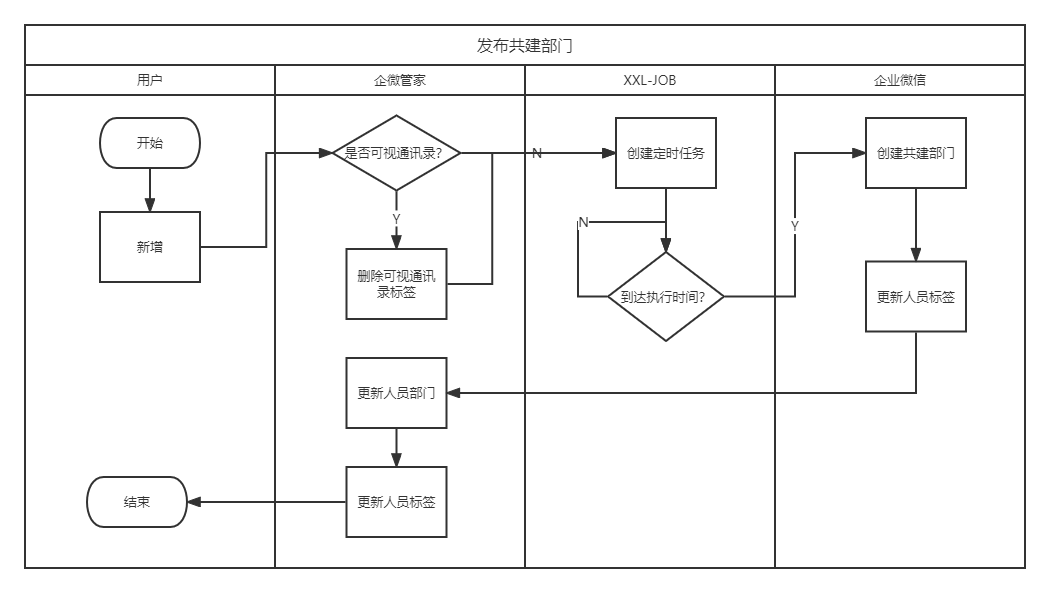 发布共建部门
用户
企微管家
XXL-JOB
企业微信
开始
是否可视通讯录?
N
创建定时任务
创建共建部门
新增
Y
N
Y
删除可视通讯
录标签
到达执行时间?
更新人员标签
更新人员部门
结束
更新人员标签